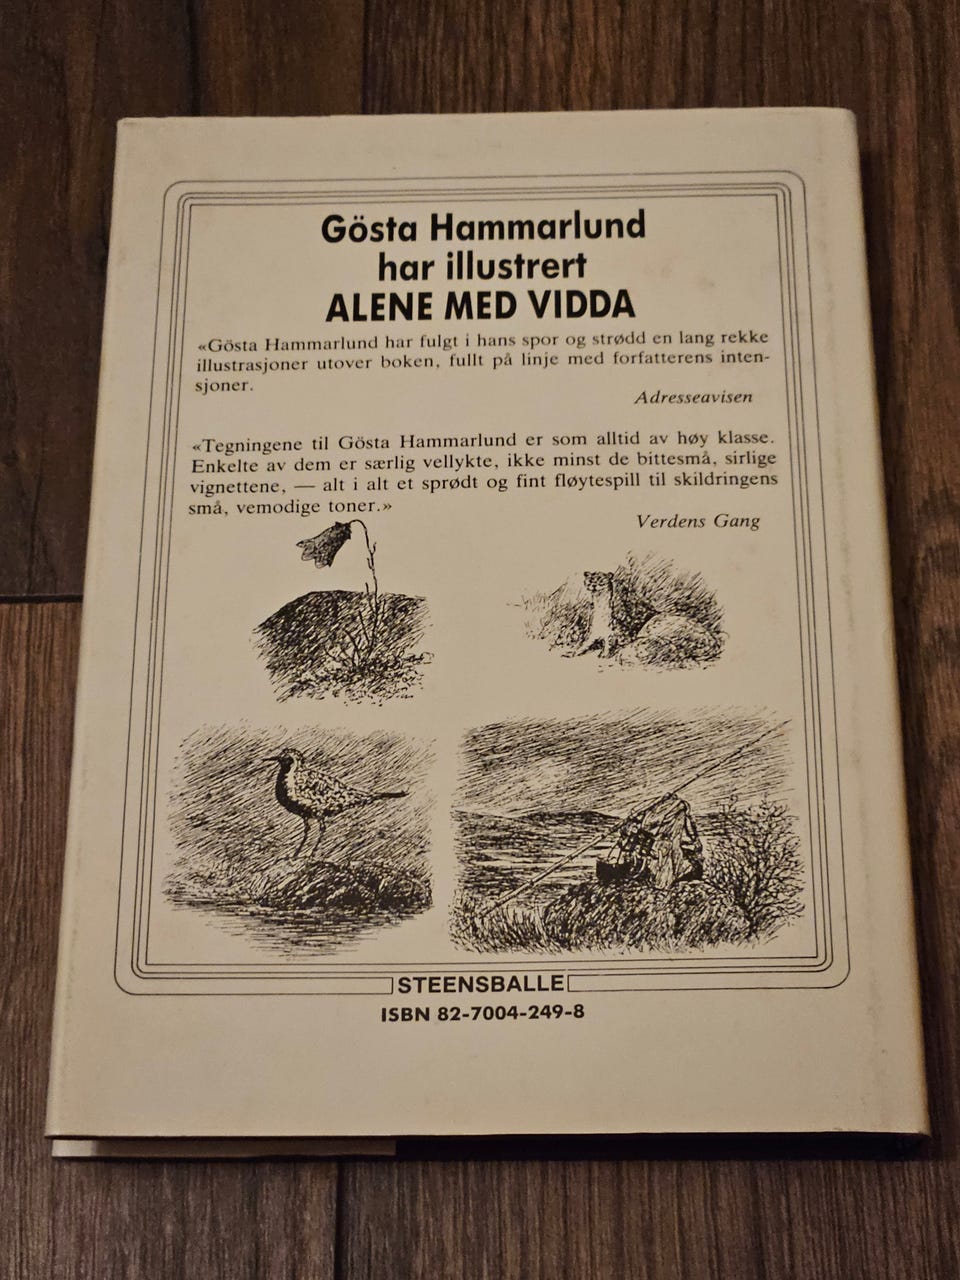 Gösta Hammarlund
har illustrert
ALENE MED VIDDA
«Gösta Hammarlund har fulgt i hans spor og strødd en lang rekke
illustrasjoner utover boken, fullt på linje med forfatterens inten-
sjoner.
Adresseavisen
«Tegningene til Gösta Hammarlund er som alltid av høy klasse.
Enkelte av dem er særlig vellykte, ikke minst de bittesmå, sirlige
vignettene, — alt i alt et sprødt og fint fløytespill til skildringens
små, vemodige toner.»
Verdens Gang
STEENSBALLE
ISBN 82-7004-249-8